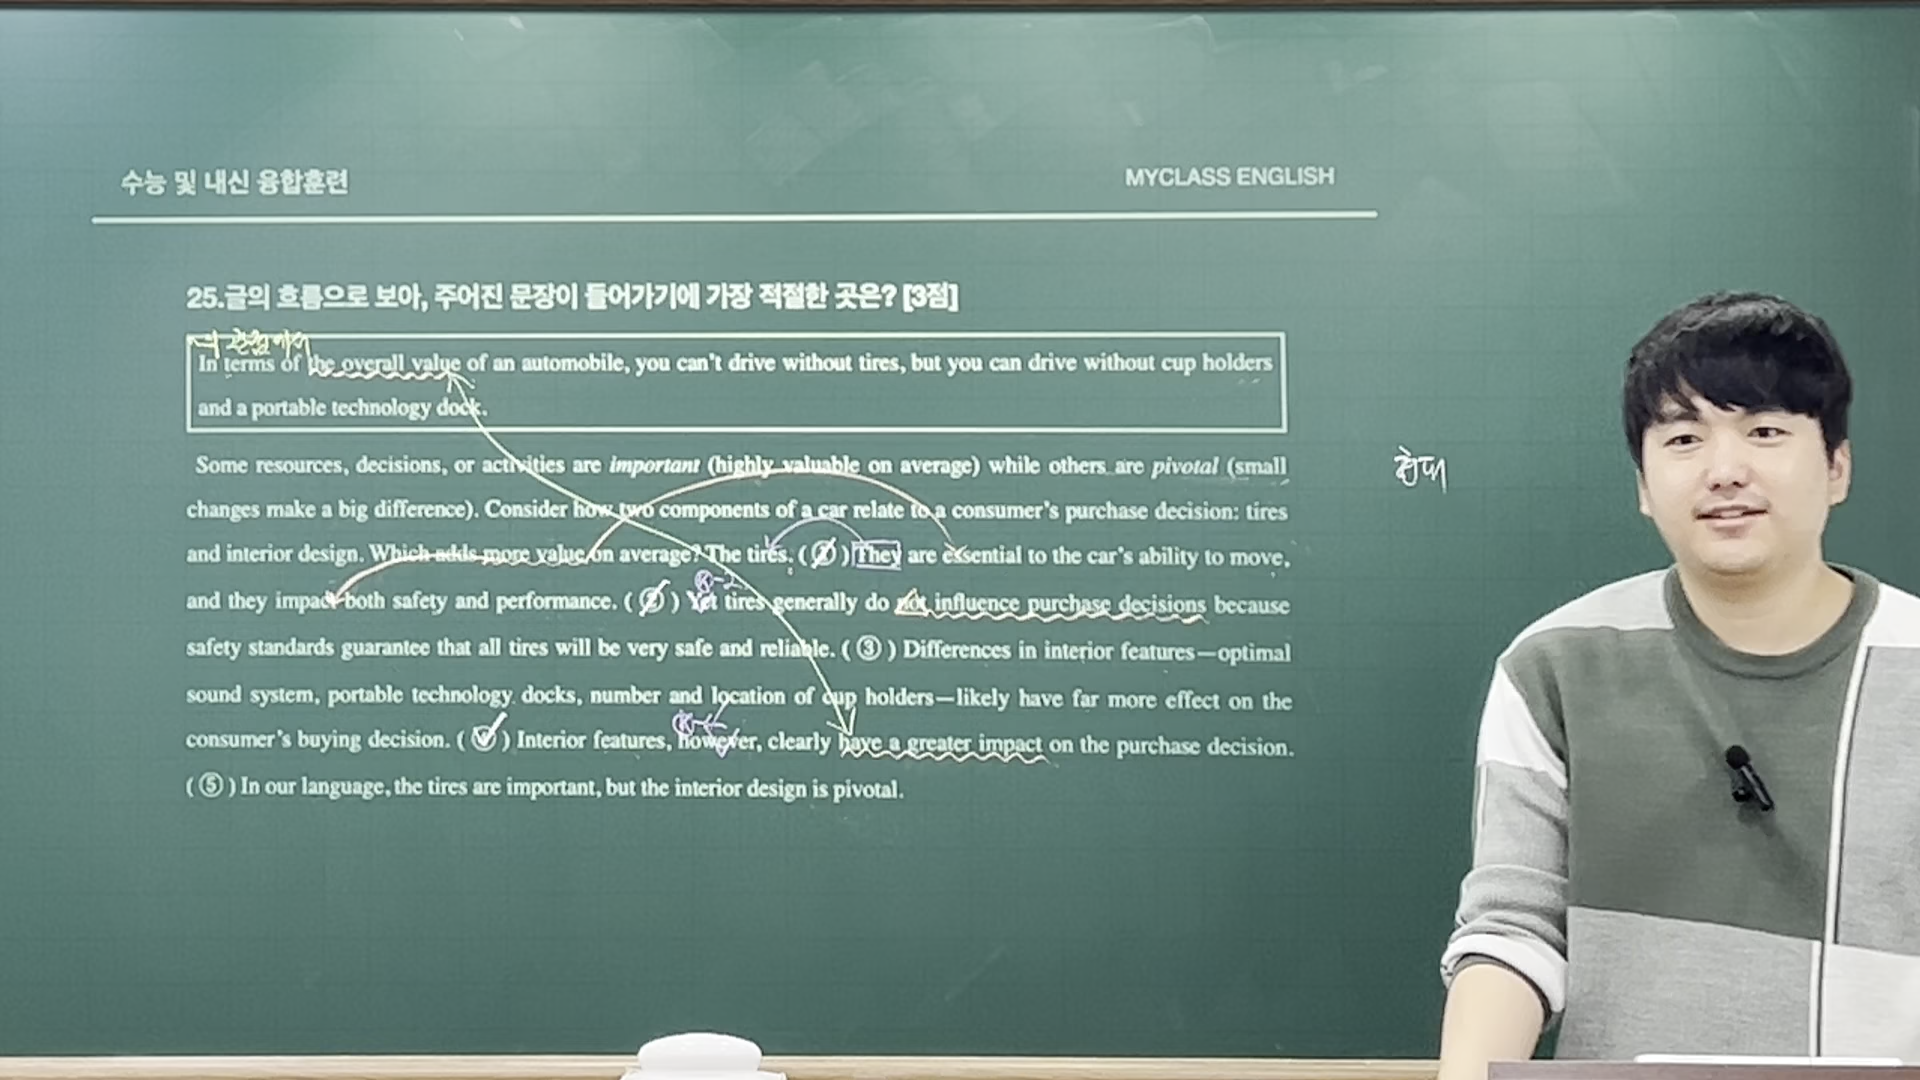 수능 및 내신 융합훈련
MYCLASS ENGLISH
25.글의 흐름으로 보아, 주어진 문장이 들어가기에 가장 적절한 곳은? [3점]
의 관점에서
In terms of the overall value of an automobile, you can't drive without tires, but you can drive without cup holders
and a portable technology dock.
Some resources, decisions, or activities are important (highly valuable on average) while others are pivotal (small
changes make a big difference). Consider how two components of a car relate to a consumer's purchase decision: tires
and interior design. Which adds more value on average? The tires. ( ① ) They are essential to the car's ability to move,
and they impact both safety and performance. ( ② ) Yet tires generally do not influence purchase decisions because
safety standards guarantee that all tires will be very safe and reliable. ( ③ ) Differences in interior features—optimal
sound system, portable technology docks, number and location of cup holders—likely have far more effect on the
consumer's buying decision. ( ④ ) Interior features, however, clearly have a greater impact on the purchase decision.
( ⑤ ) In our language, the tires are important, but the interior design is pivotal.